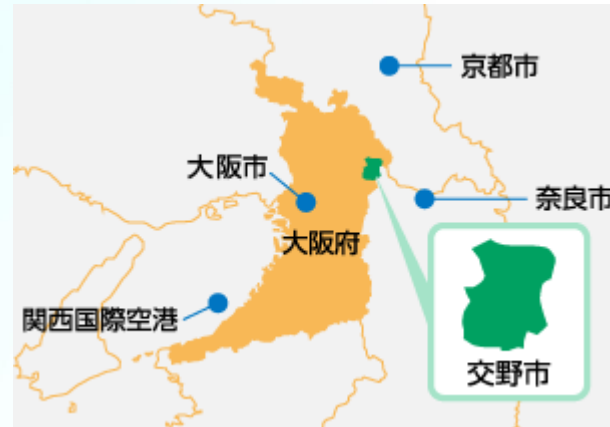 京都市
大阪市
奈良市
大阪府
関西国際空港
交野市